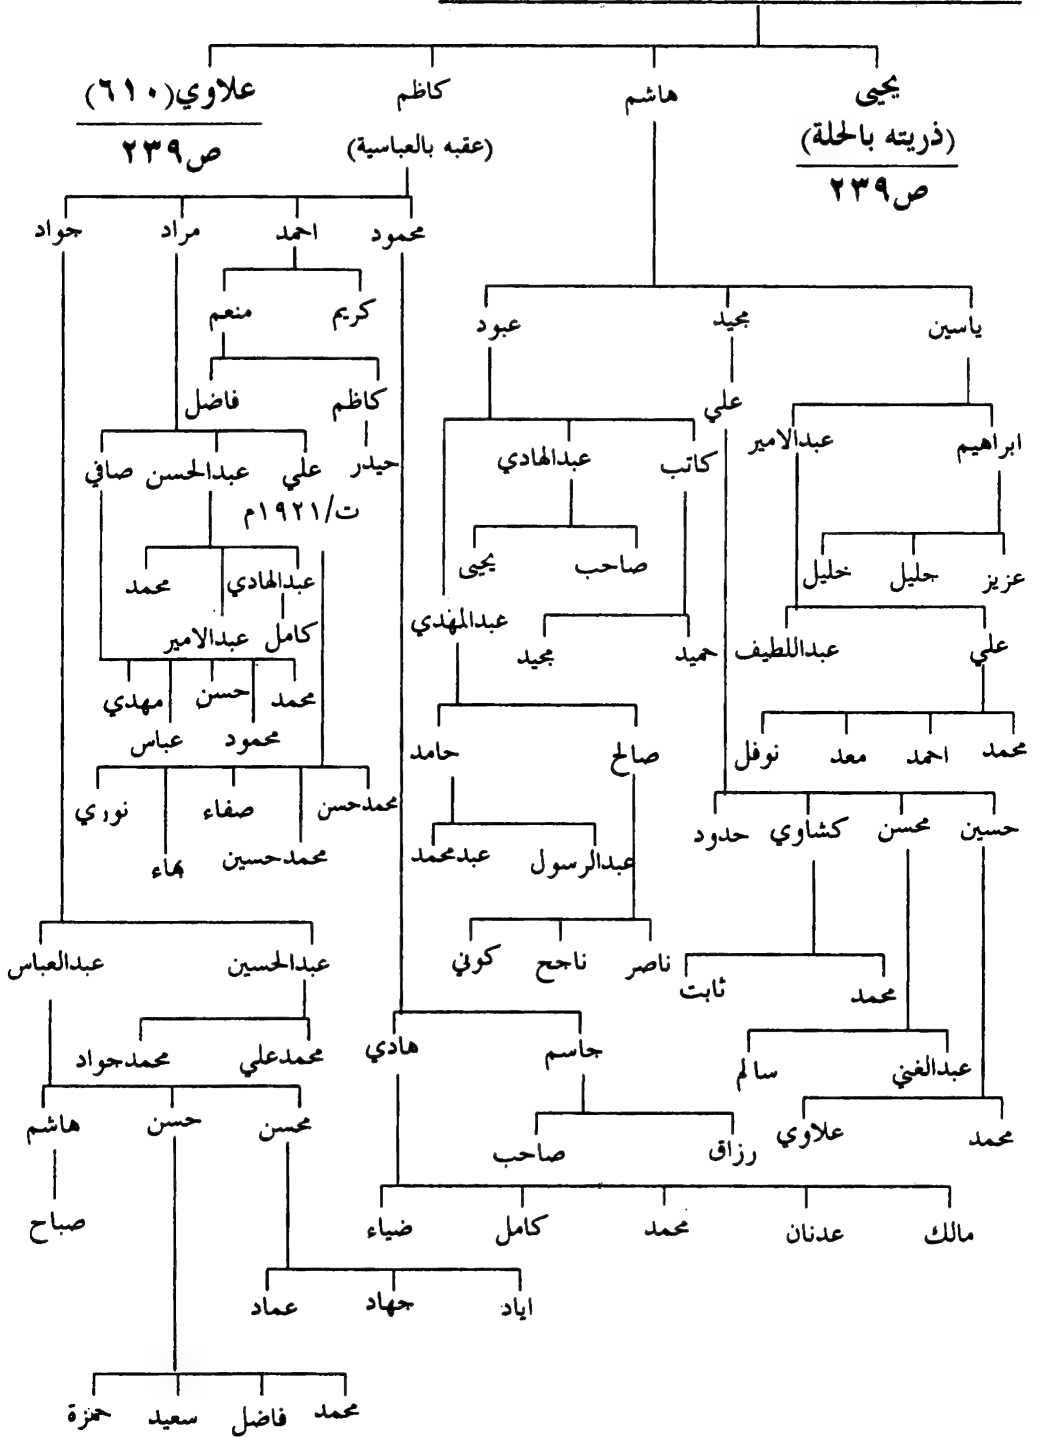 يحيى هاشم كاظم علاوي (٦١٠)
(ذريته بالحلة) (عقبه بالعباسية) ص٢٣٩
ص٢٣٩
محمود احمد مراد جواد
كريم منعم
ياسين مجيد عبود
كاظم فاضل
علي
ابراهيم عبدالامير
كاتب عبدالهادي
حيدر علي عبدالحسن صافي
ت/١٩٢١م
عزيز جليل خليل
صاحب يحيى
عبدالهادي محمد
عبدالمهدي
كامل عبدالامير
علي عبداللطيف
حميد مجيد
محمد حسن مهدي
محمود عباس
محمد احمد معد نوفل
صالح حامد
محمدحسن صفاء نوري
حسين محسن كشاوي حدود
محمدحسين بهاء
عبدالرسول عبدمحمد
ناصر ناجح كوني
عبدالحسين عبدالعباس
محمد ثابت
جاسم هادي
محمدعلي محمدجواد
عبدالغني سالم
محسن حسن هاشم
محمد علاوي
رزاق صاحب
صباح
مالك عدنان محمد كامل ضياء
اياد جهاد عماد
محمد فاضل سعيد حمزة